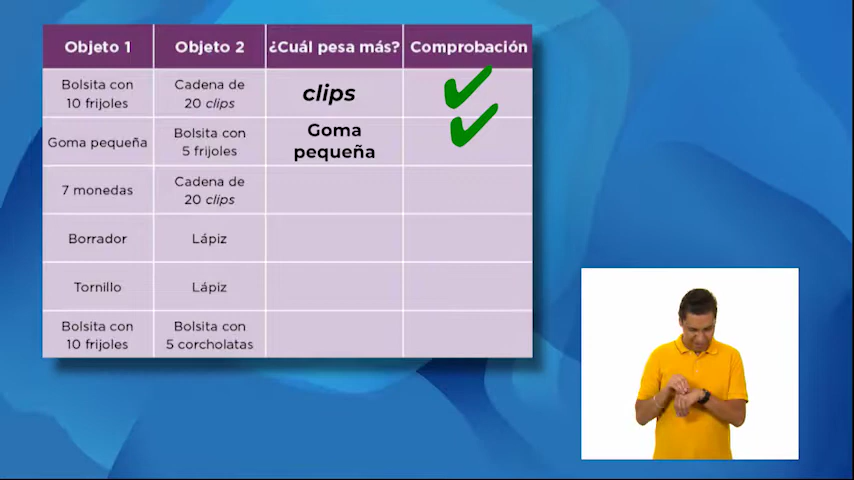 Objeto 1 Objeto 2 ¿Cuál pesa más? Comprobación
Bolsita con Cadena de
10 frijoles 20 clips
clips
Goma pequeña
Bolsita con
5 frijoles
Goma
pequeña
7 monedas
Cadena de
20 clips
Borrador Lápiz
Tornillo Lápiz
Bolsita con Bolsita con
10 frijoles 5 corcholatas